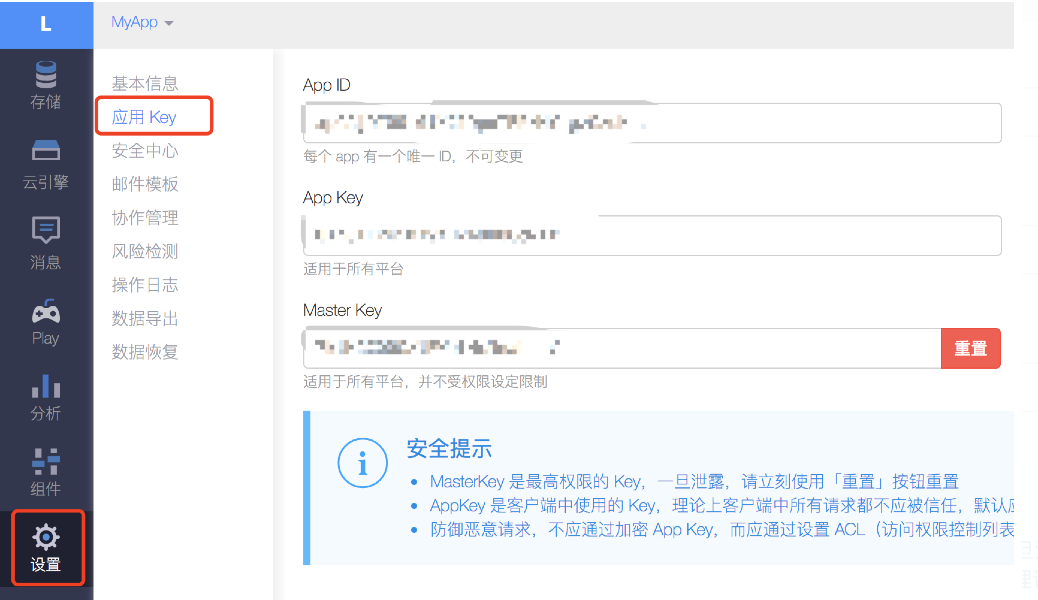 L
MyApp
存储
云引擎
消息
Play
分析
组件
设置
基本信息
应用 Key
安全中心
邮件模板
协作管理
风险检测
操作日志
数据导出
数据恢复
App ID
每个 app 有一个唯一 ID，不可变更
App Key
适用于所有平台
Master Key
重置
适用于所有平台，并不受权限设定限制
安全提示
MasterKey 是最高权限的 Key，一旦泄露，请立刻使用「重置」按钮重置
AppKey 是客户端中使用的 Key，理论上客户端中所有请求都不应被信任，默认
防御恶意请求，不应通过加密 App Key，而应通过设置 ACL（访问权限控制列表